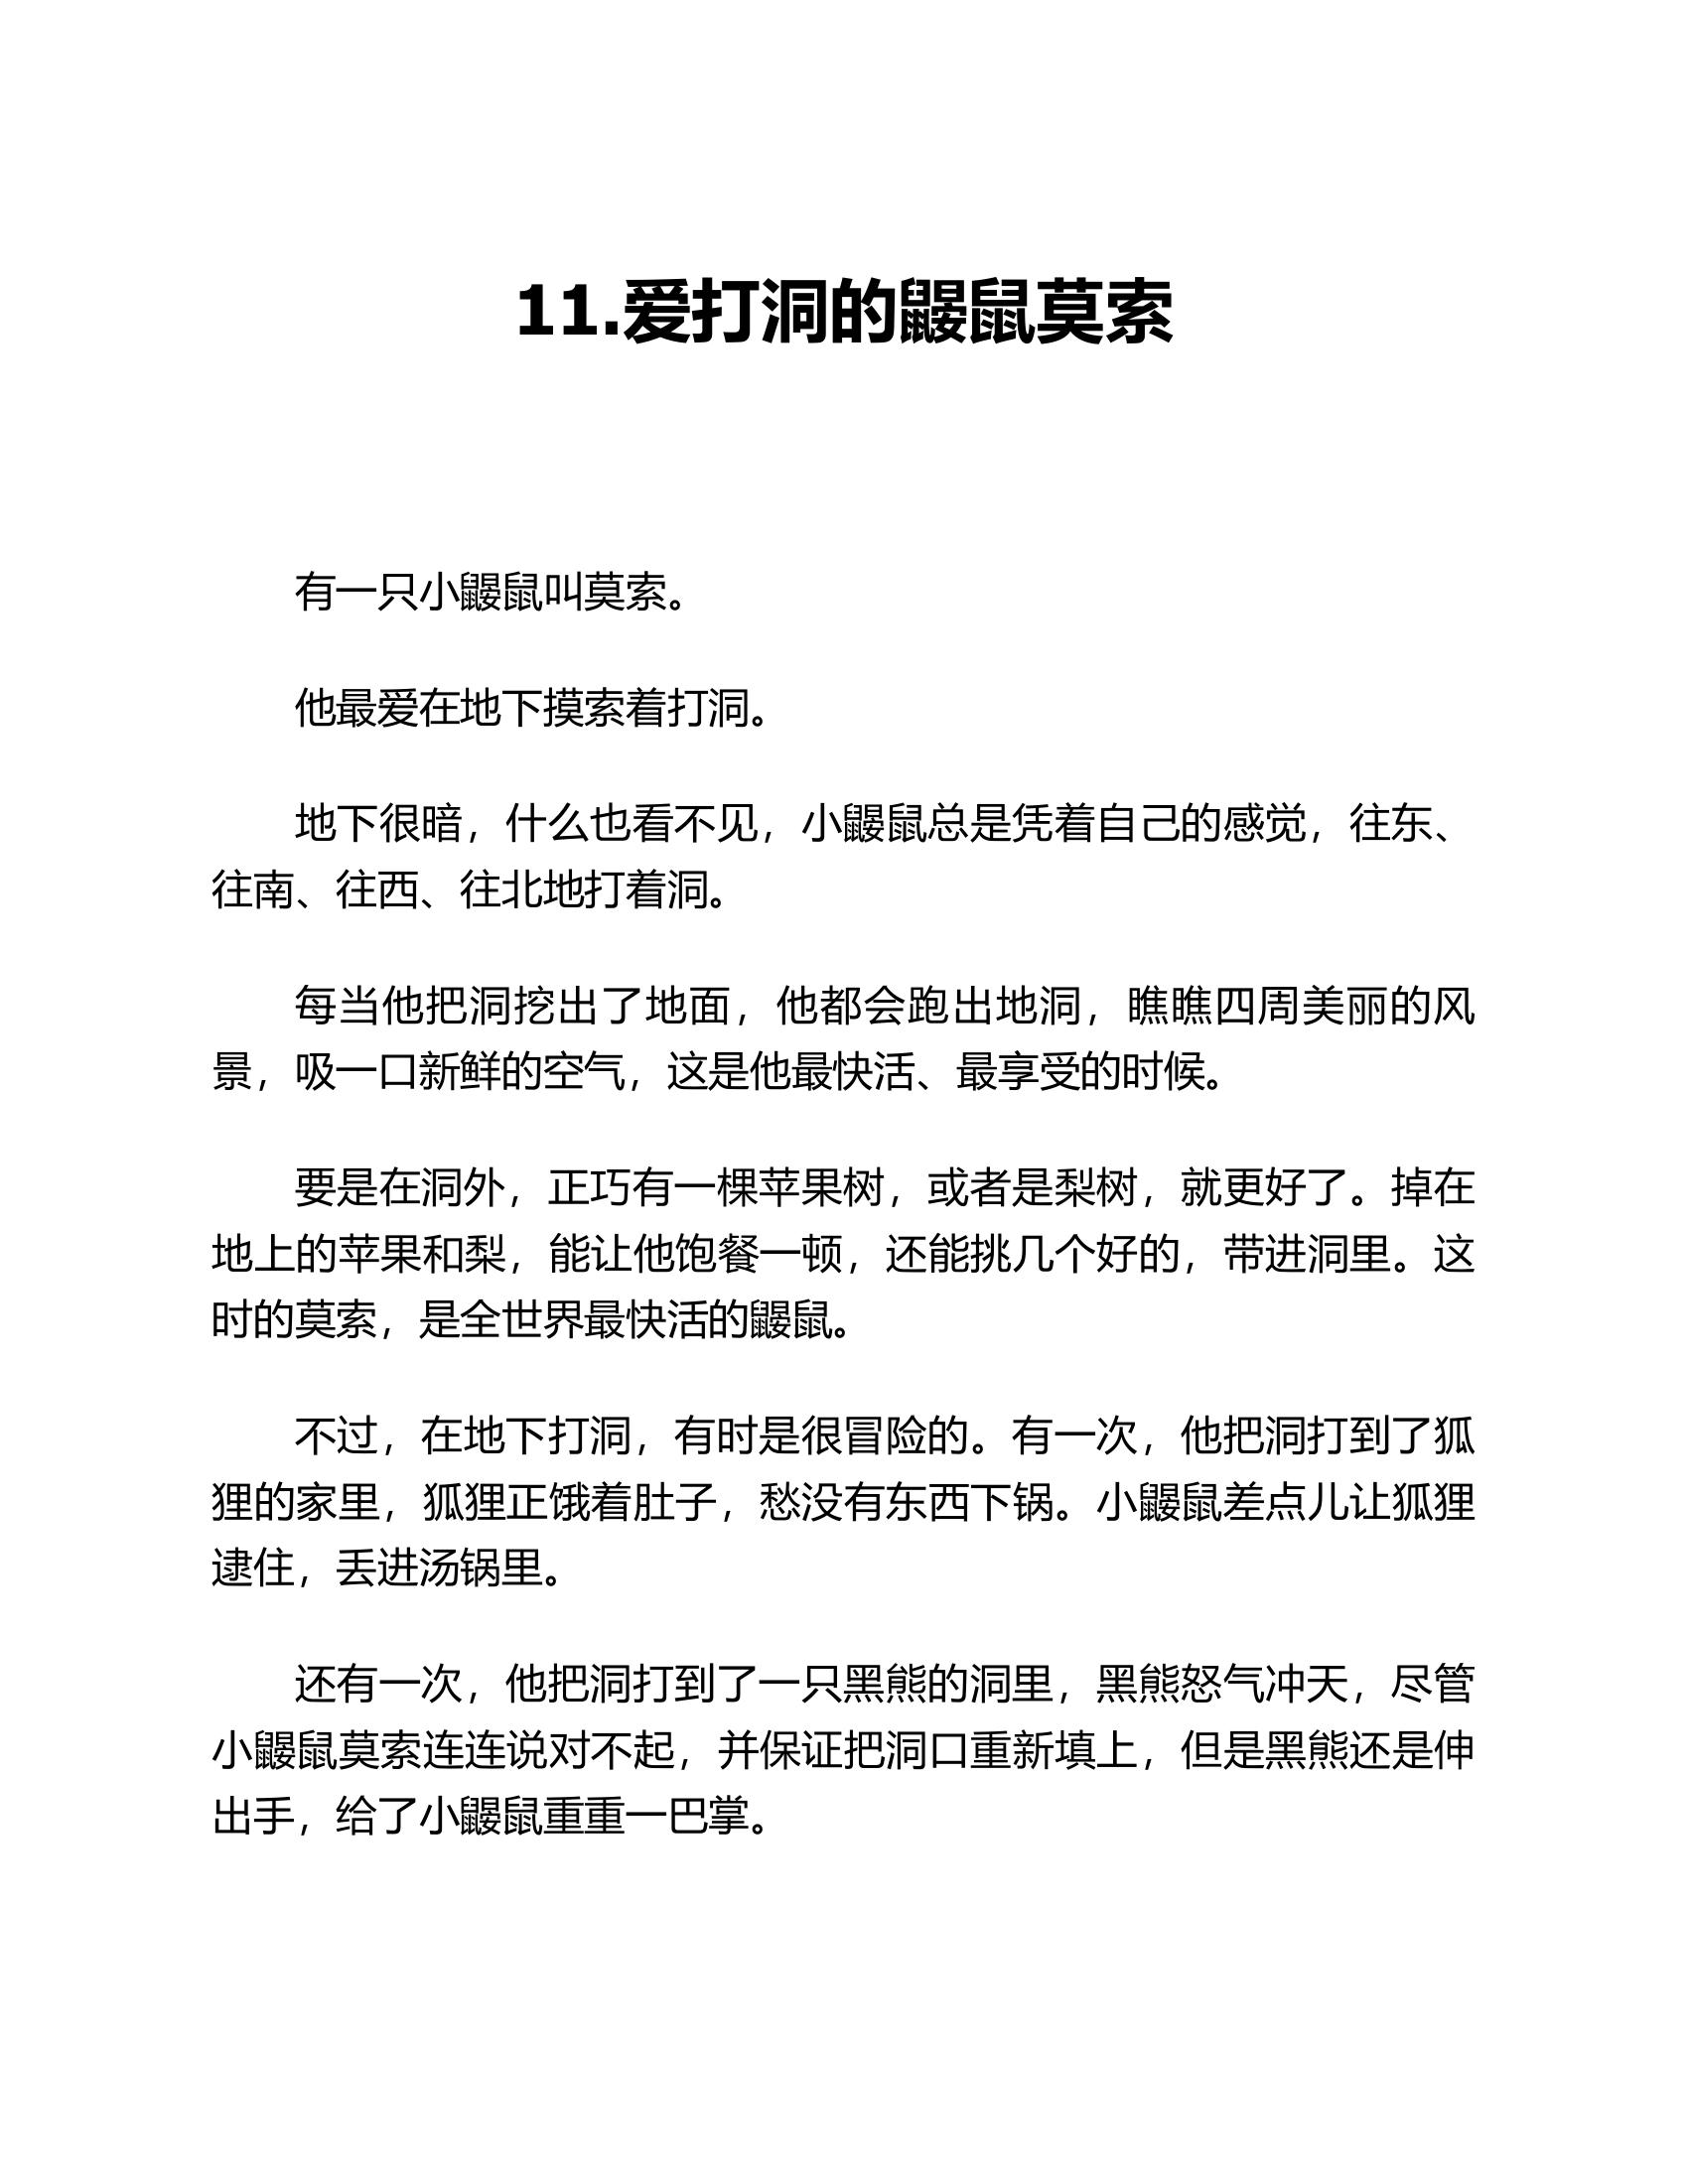 11.爱打洞的鼹鼠莫索
有一只小鼹鼠叫莫索。
他最爱在地下摸索着打洞。
地下很暗，什么也看不见，小鼹鼠总是凭着自己的感觉，往东、
往南、往西、往北地打着洞。
每当他把洞挖出了地面，他都会跑出地洞，瞧瞧四周美丽的风
景，吸一口新鲜的空气，这是他最快活、最享受的时候。
要是在洞外，正巧有一棵苹果树，或者是梨树，就更好了。掉在
地上的苹果和梨，能让他饱餐一顿，还能挑几个好的，带进洞里。这
时的莫索，是全世界最快活的鼹鼠。
不过，在地下打洞，有时是很冒险的。有一次，他把洞打到了狐
狸的家里，狐狸正饿着肚子，愁没有东西下锅。小鼹鼠差点儿让狐狸
逮住，丢进汤锅里。
还有一次，他把洞打到了一只黑熊的洞里，黑熊怒气冲天，尽管
小鼹鼠莫索连连说对不起，并保证把洞口重新填上，但是黑熊还是伸
出手，给了小鼹鼠重重一巴掌。